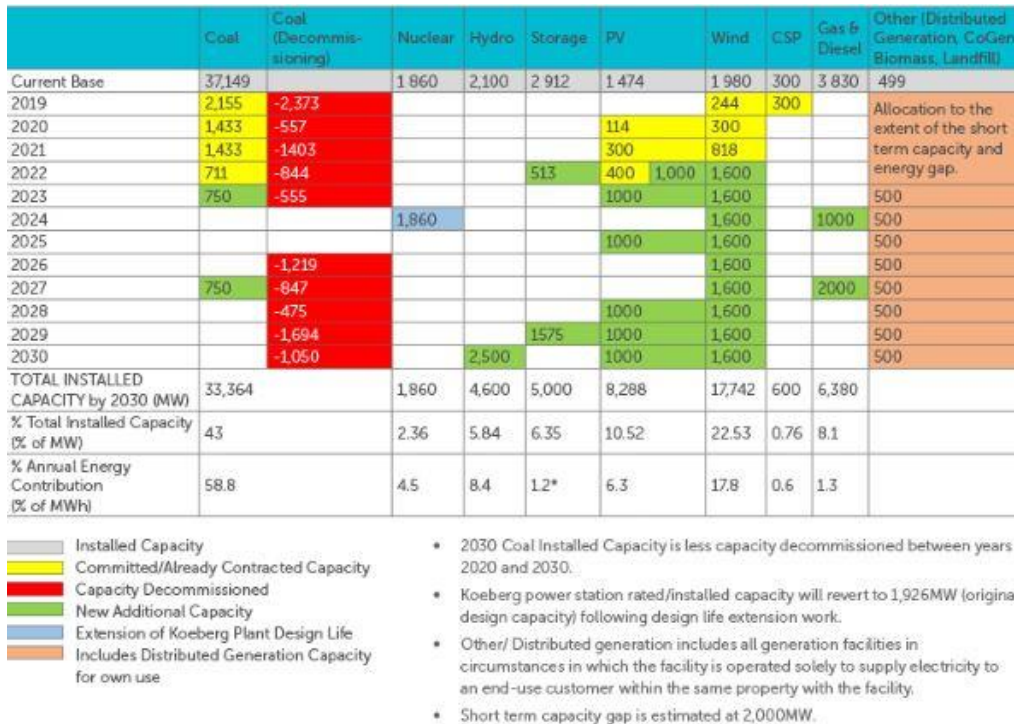 Coal Coal (Decommis- sioning) Nuclear Hydro Storage PV Wind CSP Gas & Diesel Other (Distributed Generation, CoGen Biomass, Landfill)
Current Base 37,149 1 860 2,100 2 912 1 474 1 980 300 3 830 499
2019 2,155 -2,373 244 300 Allocation to the
2020 1,433 -557 114 300 extent of the short
2021 1,433 -1403 300 818 term capacity and
2022 711 -844 513 400 1,000 1,600 energy gap.
2023 750 -555 1000 1,600 500
2024 1,860 1,600 1000 500
2025 1000 1,600 500
2026 -1,219 1,600 500
2027 750 -847 1,600 2000 500
2028 -475 1000 1,600 500
2029 -1,694 1575 1000 1,600 500
2030 -1,050 2,500 1000 1,600 500
TOTAL INSTALLED
CAPACITY by 2030 (MW) 33,364 1,860 4,600 5,000 8,288 17,742 600 6,380
% Total Installed Capacity
(% of MW) 43 2.36 5.84 6.35 10.52 22.53 0.76 8.1
% Annual Energy
Contribution
(% of MWh) 58.8 4.5 8.4 1.2* 6.3 17.8 0.6 1.3
Installed Capacity
Committed/Already Contracted Capacity
Capacity Decommissioned
New Additional Capacity
Extension of Koeberg Plant Design Life
Includes Distributed Generation Capacity
for own use
• 2030 Coal Installed Capacity is less capacity decommissioned between years
2020 and 2030.
• Koeberg power station rated/installed capacity will revert to 1,926MW (origina
design capacity) following design life extension work.
• Other/ Distributed generation includes all generation facilities in
circumstances in which the facility is operated solely to supply electricity to
an end-use customer within the same property with the facility.
• Short term capacity gap is estimated at 2,000MW.